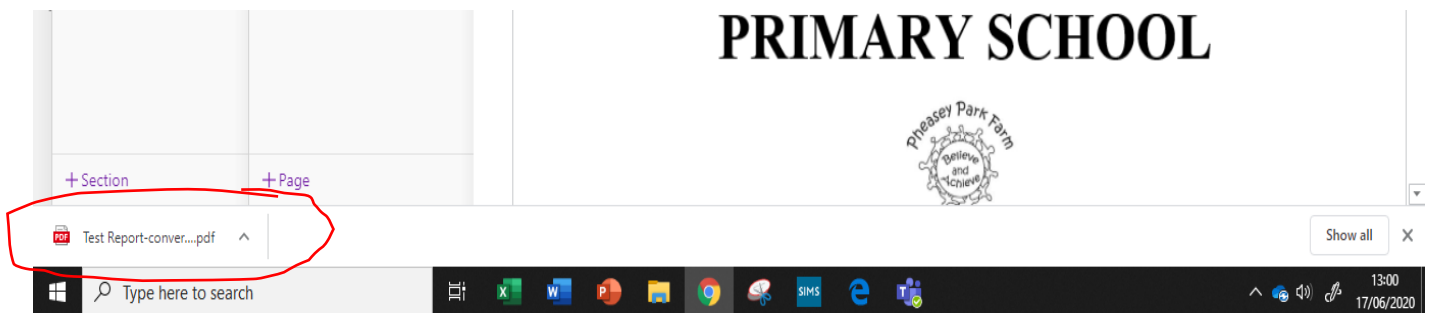 PRIMARY SCHOOL
Pheasey Park Farm
Believe
and
Achieve
+ Section
+ Page
PDF
Test Report-conver....pdf
Show all
X
Type here to search
SIMS
13:00
17/06/2020